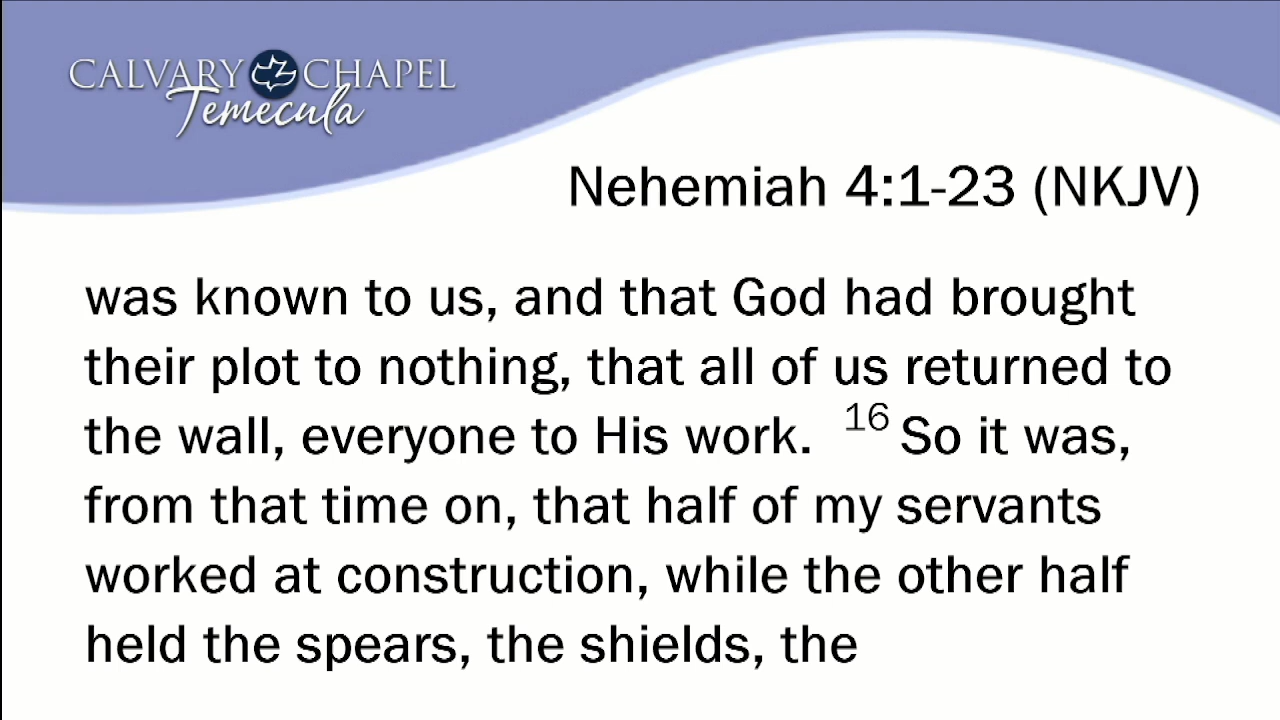 CALVARY CHAPEL
Temecula
Nehemiah 4:1-23 (NKJV)
was known to us, and that God had brought
their plot to nothing, that all of us returned to
the wall, everyone to His work. 16 So it was,
from that time on, that half of my servants
worked at construction, while the other half
held the spears, the shields, the